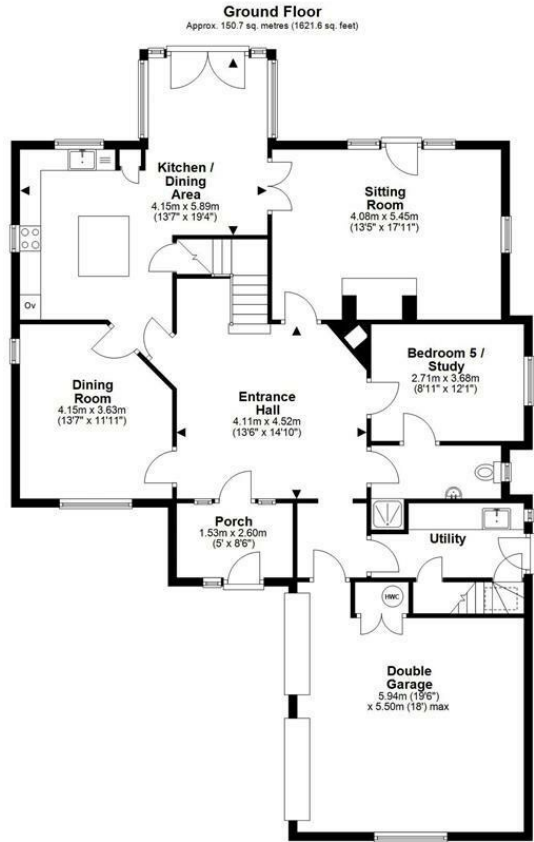 Ground Floor
Approx. 150.7 sq. metres (1621.6 sq. feet)
Kitchen /
Dining
Area
4.15m x 5.89m
(13'7" x 19'4")
Sitting
Room
4.08m x 5.45m
(13'5" x 17'11")
Ov
Dining
Room
4.15m x 3.63m
(13'7" x 11'11")
Entrance
Hall
4.11m x 4.52m
(13'6" x 14'10")
Bedroom 5 /
Study
2.71m x 3.68m
(8'11" x 12'1")
Porch
1.53m x 2.60m
(5' x 8'6")
Utility
HWC
Double
Garage
5.94m (19'6")
x 5.50m (18') max